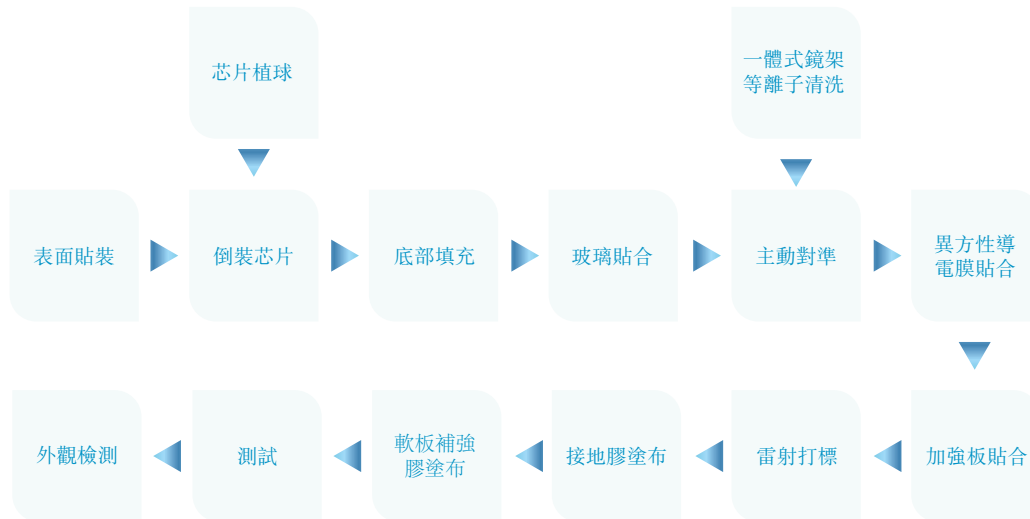 芯片植球
一體式鏡架
等離子清洗
表面貼裝
倒裝芯片
底部填充
玻璃貼合
主動對準
異方性導
電膜貼合
外觀檢測
測試
軟板補強
膠塗布
接地膠塗布
雷射打標
加強板貼合